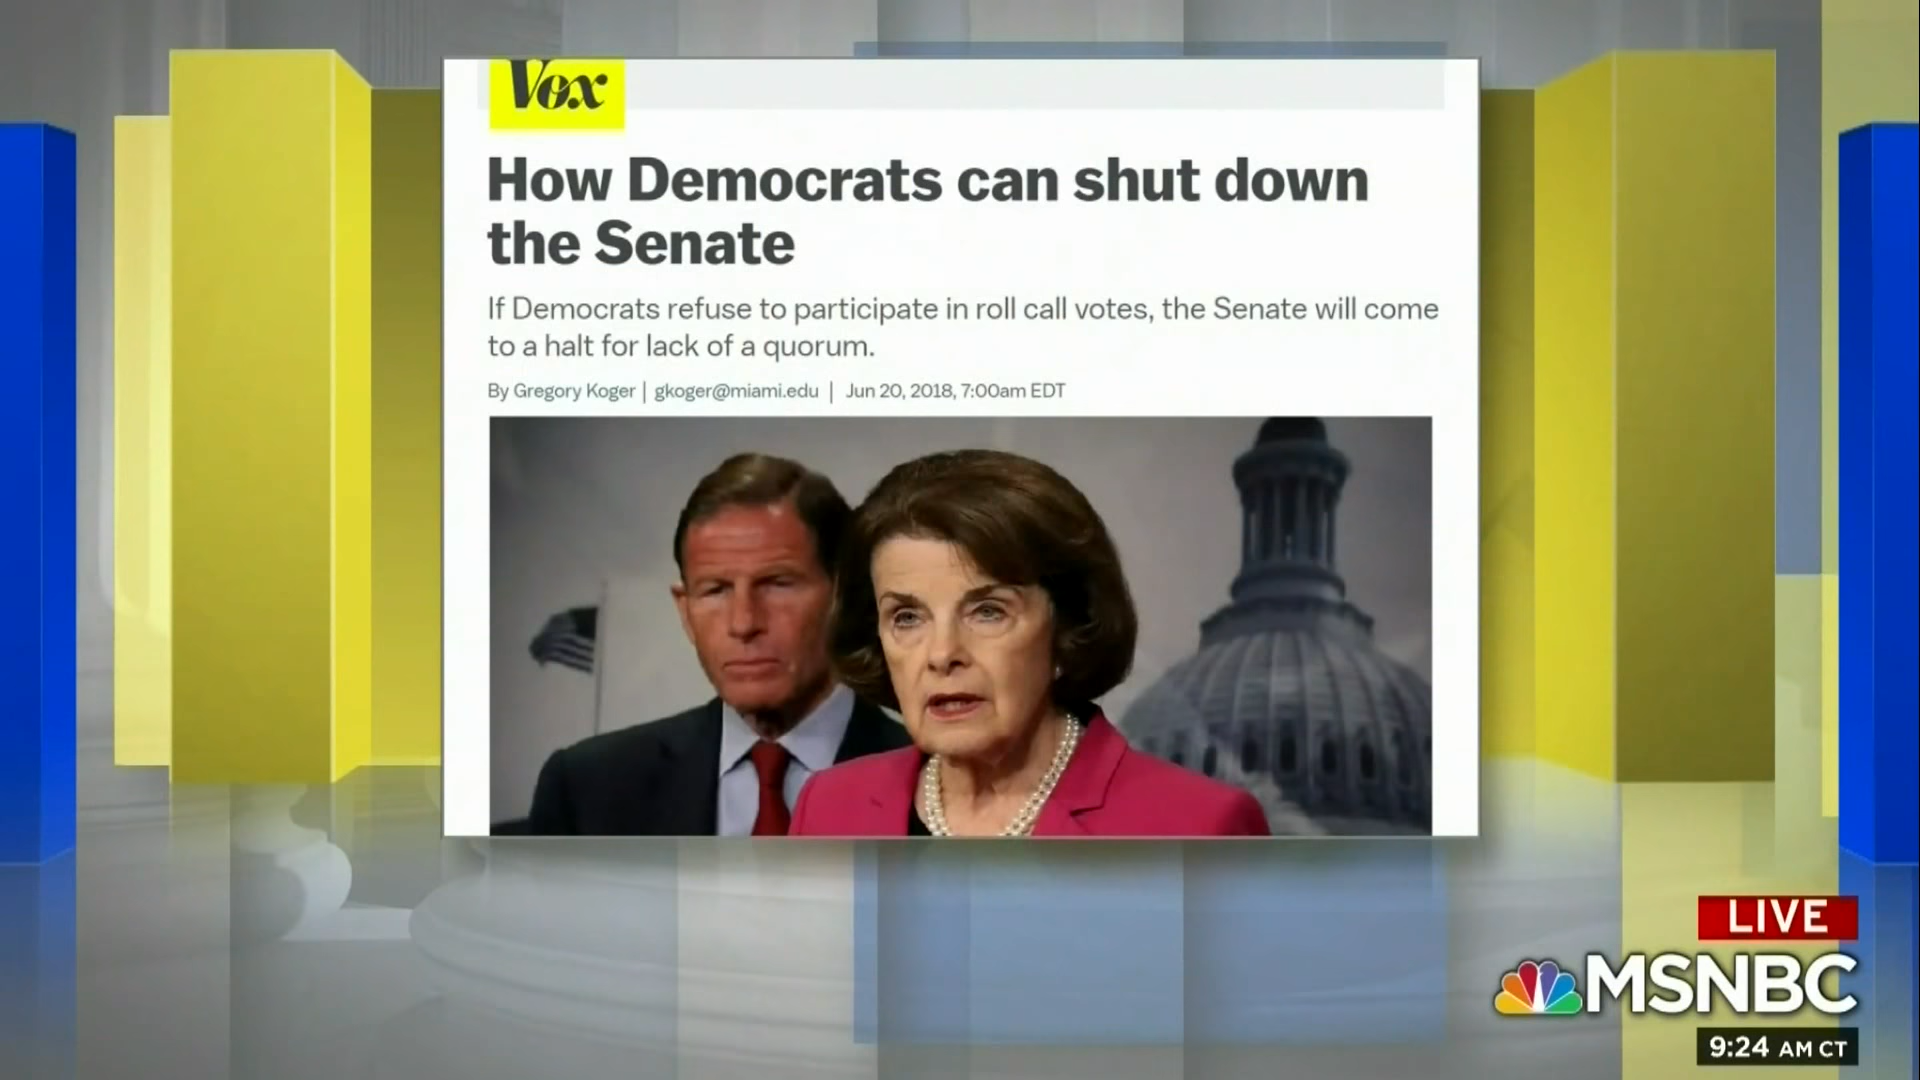 Vox
How Democrats can shut down
the Senate
If Democrats refuse to participate in roll call votes, the Senate will come
to a halt for lack of a quorum.
By Gregory Koger | gkoger@miami.edu | Jun 20, 2018, 7:00am EDT
LIVE
MSNBC
9:24 AM CT